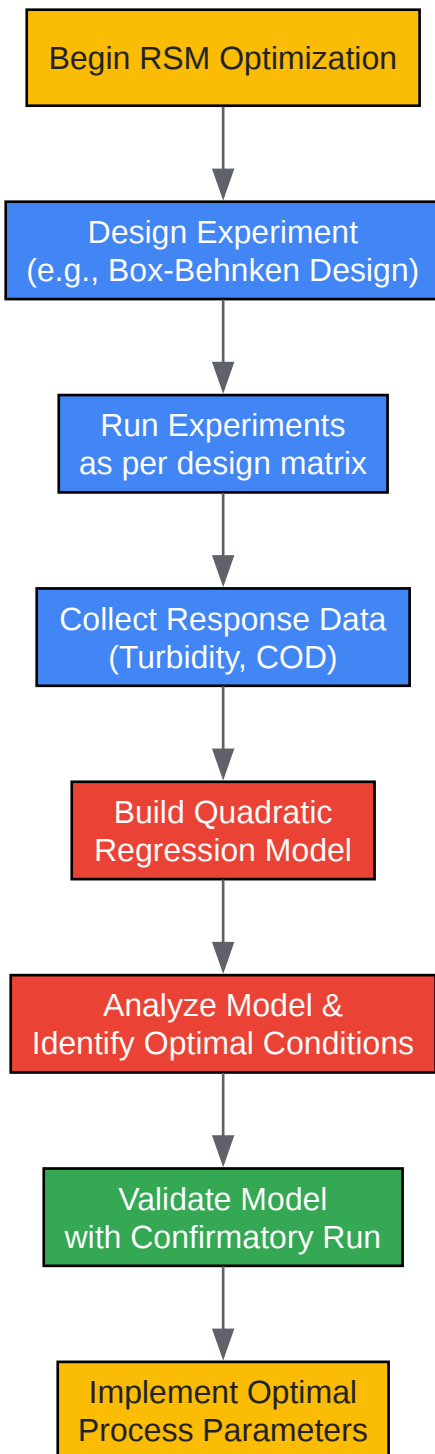 Begin RSM Optimization
Design Experiment
(e.g., Box-Behnken Design)
Run Experiments
as per design matrix
Collect Response Data
(Turbidity, COD)
Build Quadratic
Regression Model
Analyze Model &
Identify Optimal Conditions
Validate Model
with Confirmatory Run
Implement Optimal
Process Parameters